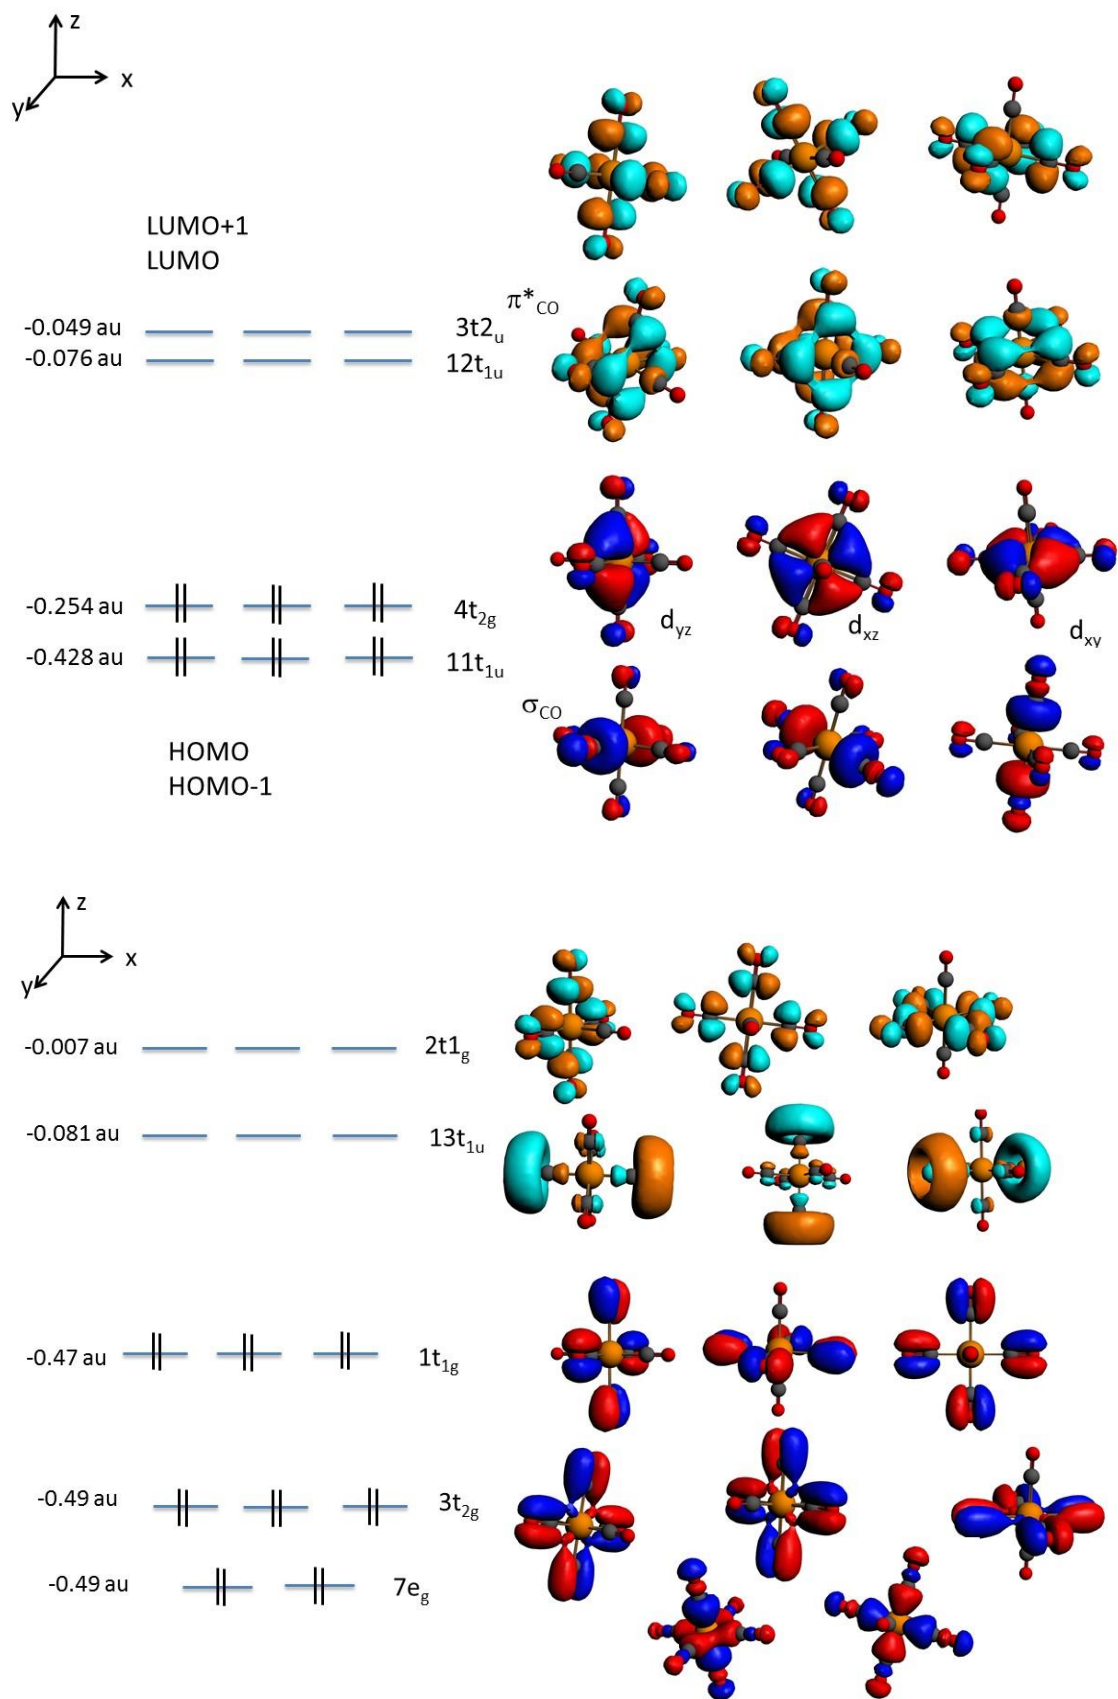 z
x
y
LUMO+1
LUMO
π*CO
-0.049 au 3t2u
-0.076 au 12t1u
-0.254 au 4t2g
dyz dxz dxy
-0.428 au 11t1u
σCO
HOMO
HOMO-1
z
x
y
-0.007 au 2t1g
-0.081 au 13t1u
-0.47 au 1t1g
-0.49 au 3t2g
-0.49 au 7eg